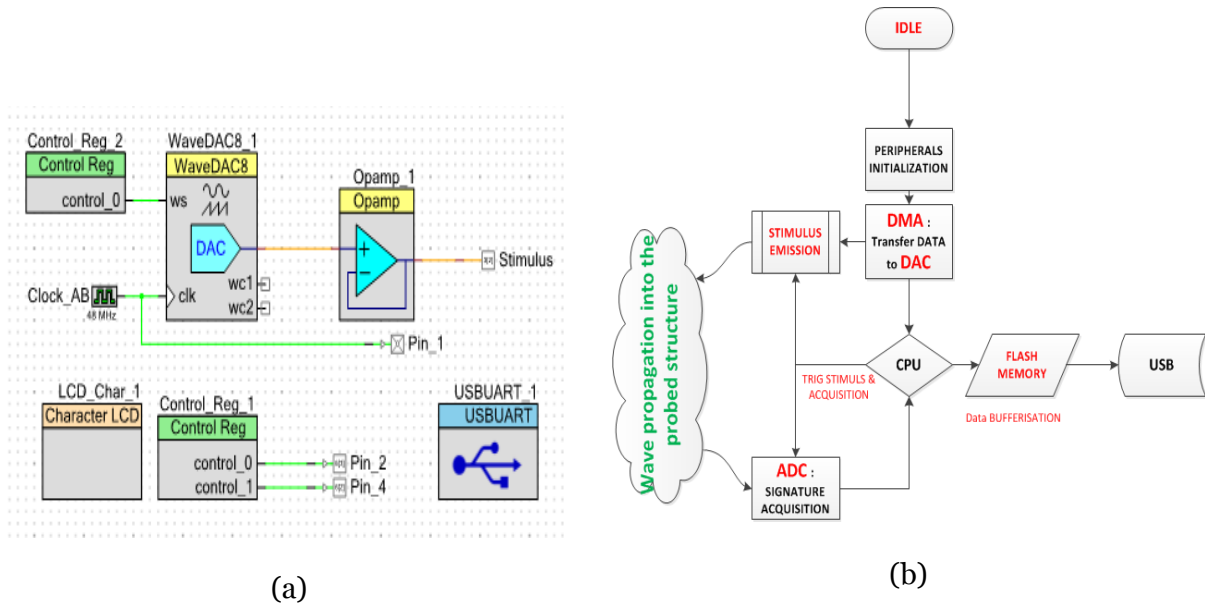 Control_Reg_2
Control Reg
control_0
WaveDAC8_1
WaveDAC8
ws
DAC
wc1
wc2
clk
Clock_AB
48 MHz
Opamp_1
Opamp
+
−
Stimulus
Pin_1
LCD_Char_1
Character LCD
Control_Reg_1
Control Reg
control_0
control_1
Pin_2
Pin_4
USBUART_1
USBUART
(a)
IDLE
PERIPHERALS
INITIALIZATION
DMA :
Transfer DATA
to DAC
STIMULUS
EMISSION
Wave propagation into the
probed structure
CPU
TRIG STIMULS &
ACQUISITION
FLASH
MEMORY
Data BUFFERISATION
USB
ADC :
SIGNATURE
ACQUISITION
(b)